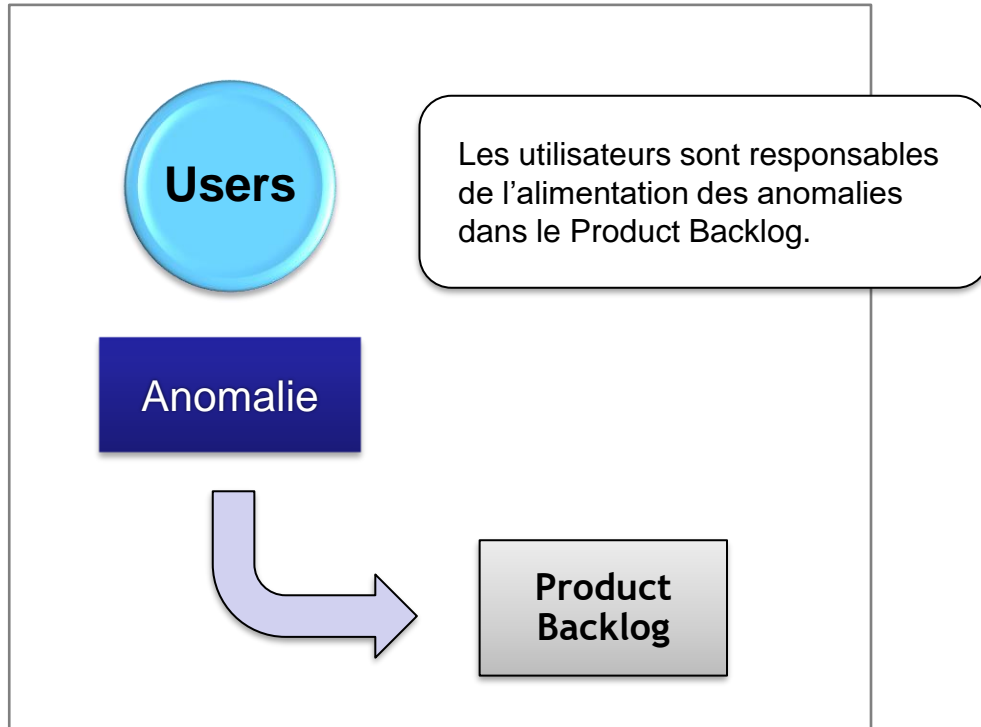 Users
Les utilisateurs sont responsables
de l’alimentation des anomalies
dans le Product Backlog.
Anomalie
Product
Backlog